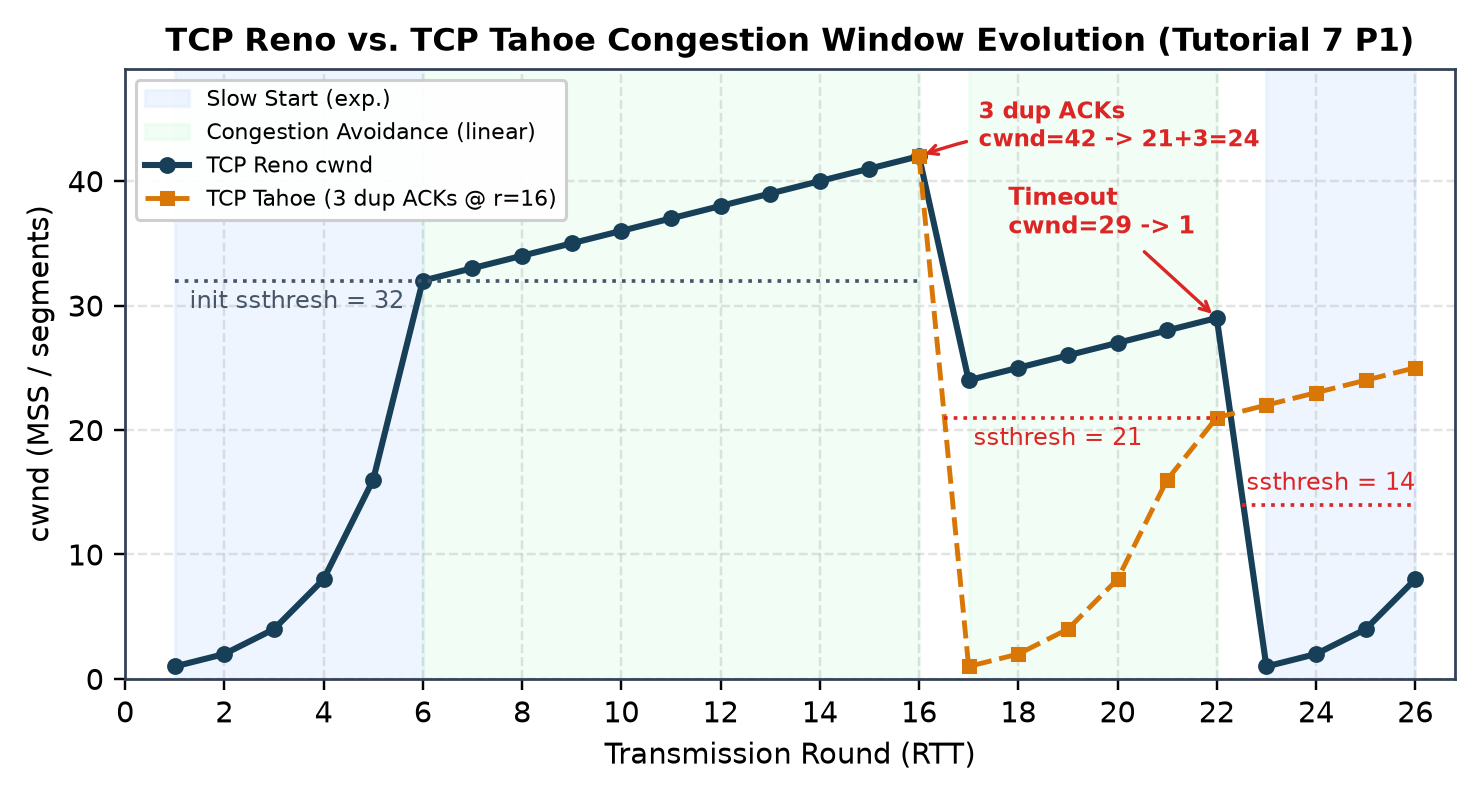 TCP Reno vs. TCP Tahoe Congestion Window Evolution (Tutorial 7 P1)
Slow Start (exp.)
Congestion Avoidance (linear)
TCP Reno cwnd
TCP Tahoe (3 dup ACKs @ r=16)
3 dup ACKs
cwnd=42 -> 21+3=24
Timeout
cwnd=29 -> 1
init ssthresh = 32
ssthresh = 21
ssthresh = 14
cwnd (MSS / segments)
40
30
20
10
0
0 2 4 6 8 10 12 14 16 18 20 22 24 26
Transmission Round (RTT)